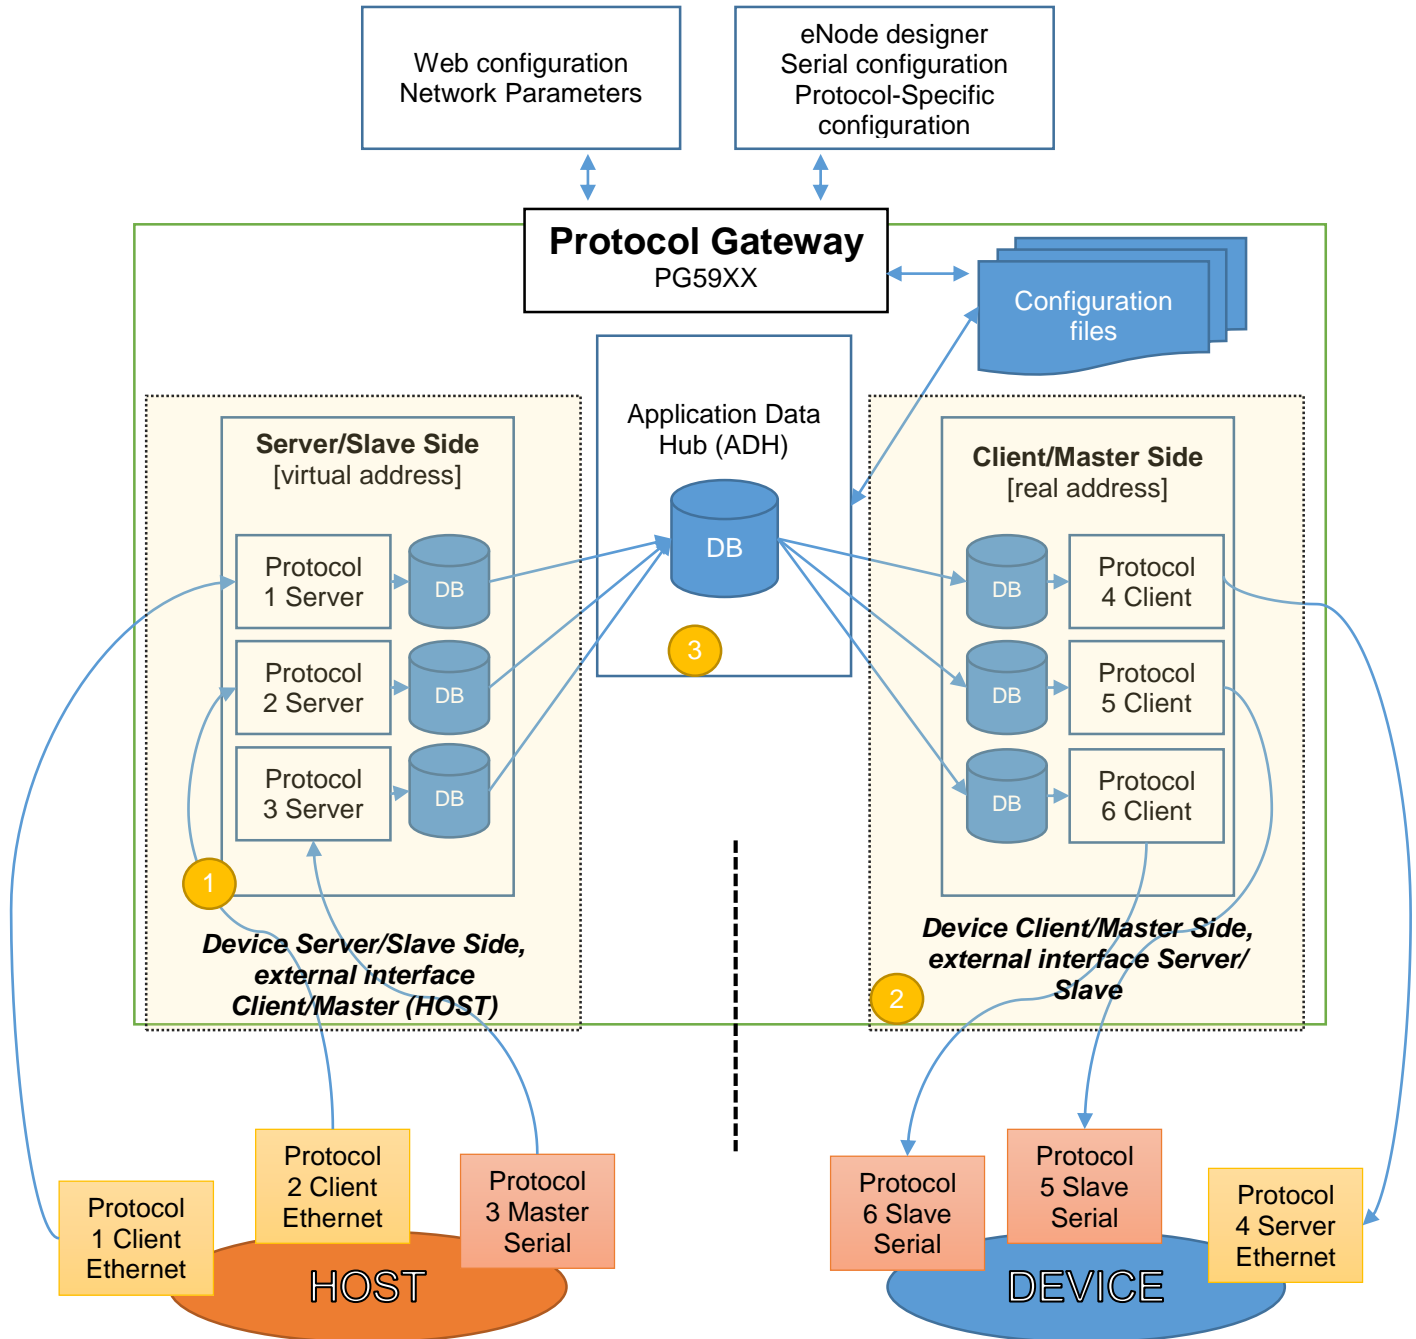 Web configuration
Network Parameters
eNode designer
Serial configuration
Protocol-Specific
configuration
Protocol Gateway
PG59XX
Configuration
files
Application Data
Hub (ADH)
DB
3
Server/Slave Side
[virtual address]
Protocol
1 Server
DB
Protocol
2 Server
DB
Protocol
3 Server
DB
1
Device Server/Slave Side,
external interface
Client/Master (HOST)
Client/Master Side
[real address]
DB
Protocol
4 Client
DB
Protocol
5 Client
DB
Protocol
6 Client
Device Client/Master Side,
external interface Server/
Slave
2
Protocol
1 Client
Ethernet
Protocol
2 Client
Ethernet
Protocol
3 Master
Serial
HOST
Protocol
6 Slave
Serial
Protocol
5 Slave
Serial
Protocol
4 Server
Ethernet
DEVICE